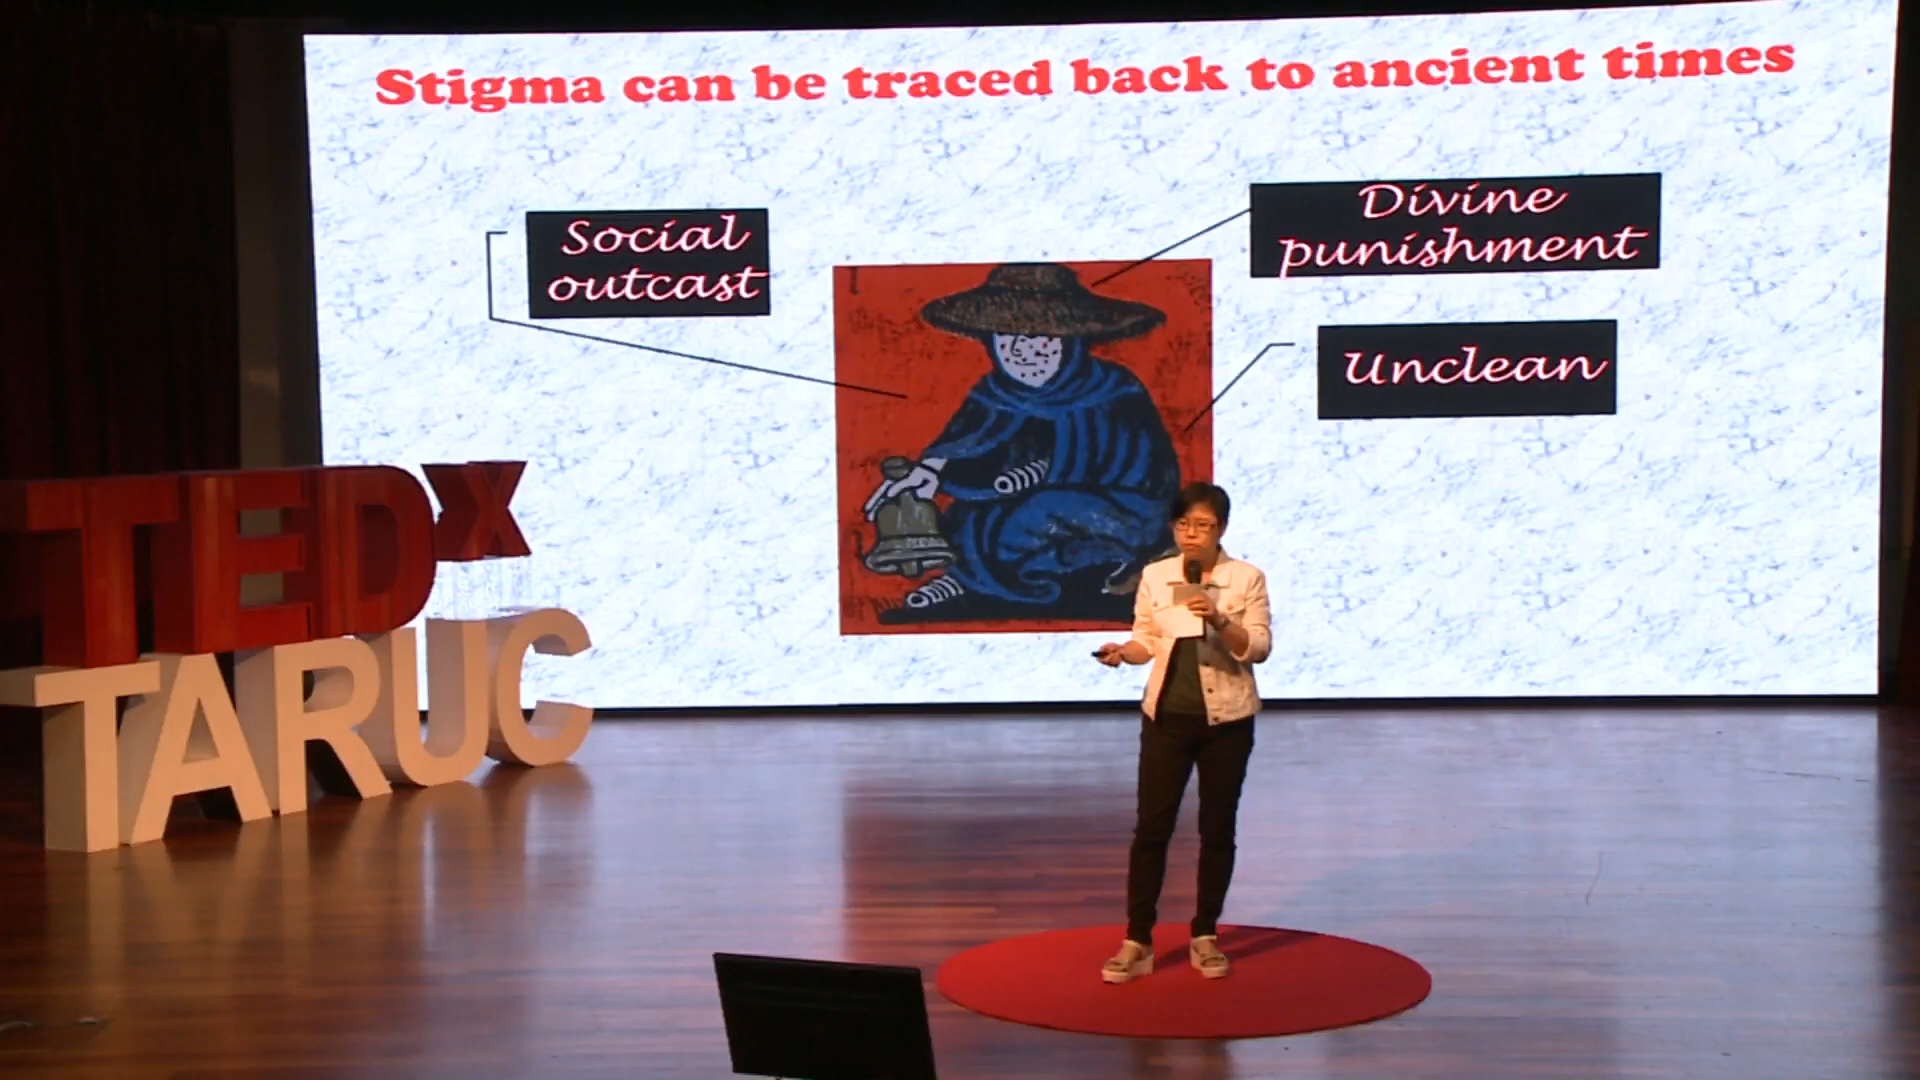 Stigma can be traced back to ancient times
Social
outcast
Divine
punishment
Unclean
TEDx
TARUC